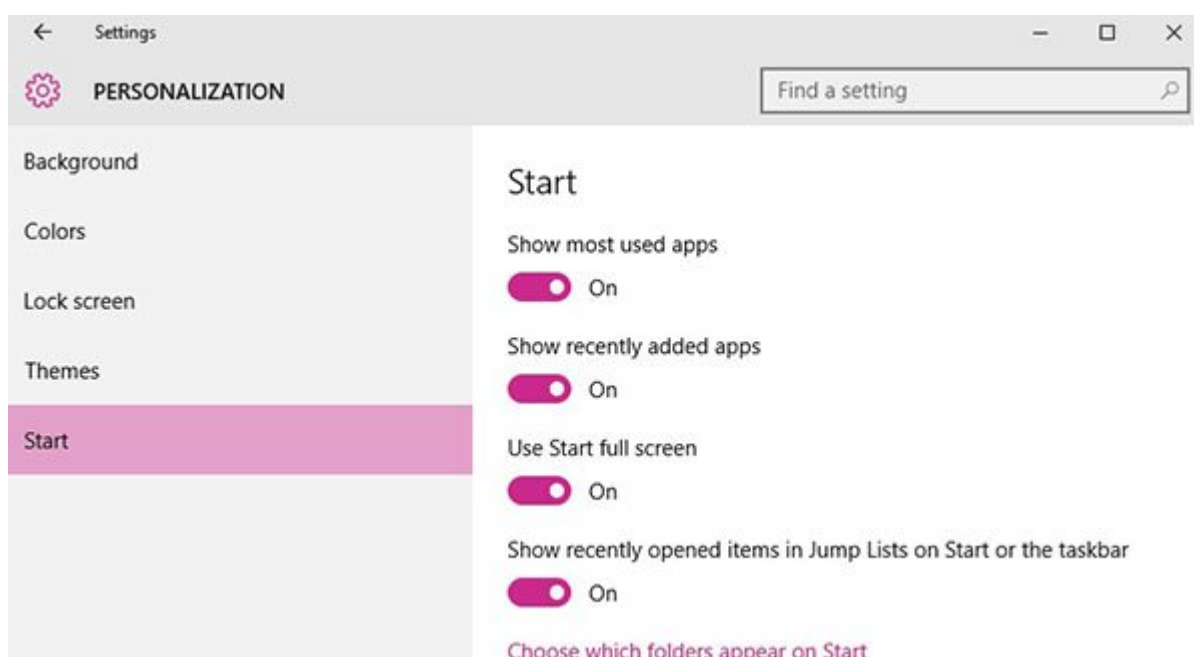 Settings
PERSONALIZATION
Find a setting
Background
Colors
Lock screen
Themes
Start
Start
Show most used apps
On
Show recently added apps
On
Use Start full screen
On
Show recently opened items in Jump Lists on Start or the taskbar
On
Choose which folders appear on Start